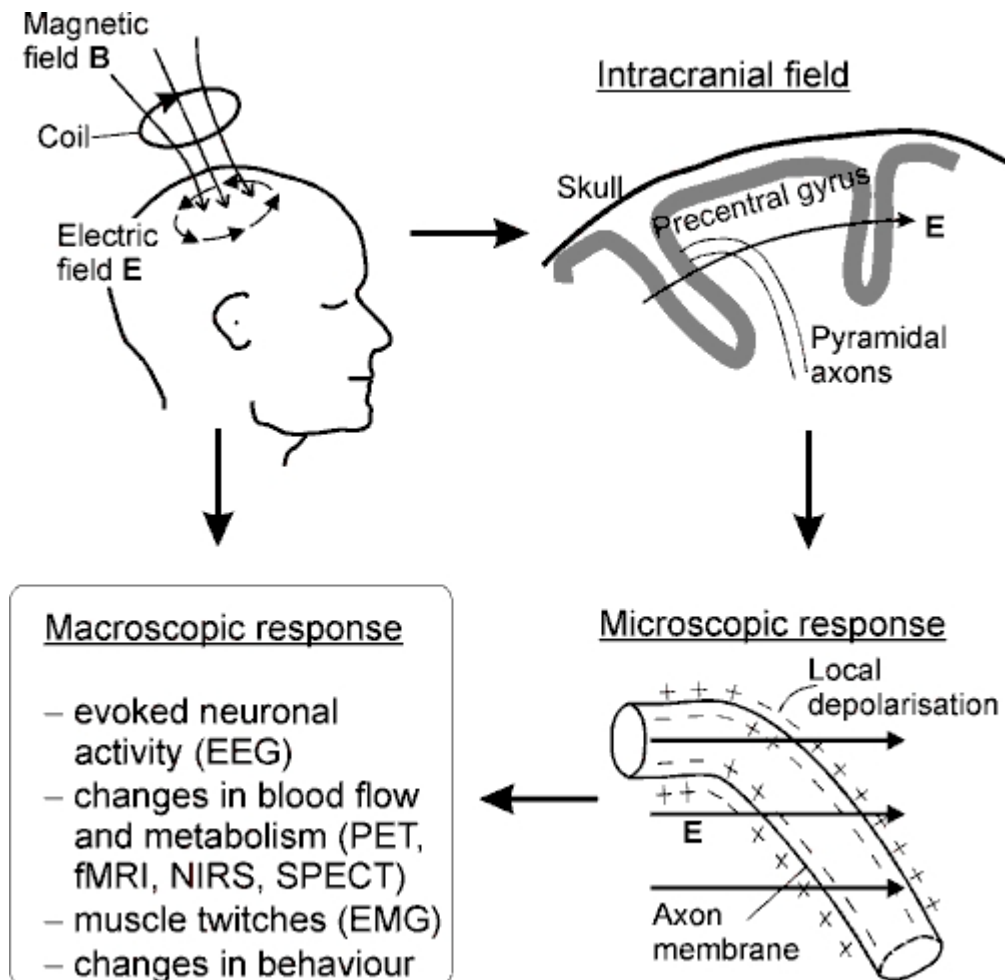 Magnetic
field B
Coil
Electric
field E
Intracranial field
Skull
Precentral gyrus
E
Pyramidal
axons
Macroscopic response
– evoked neuronal
activity (EEG)
– changes in blood flow
and metabolism (PET,
fMRI, NIRS, SPECT)
– muscle twitches (EMG)
– changes in behaviour
Microscopic response
Local
depolarisation
E
Axon
membrane